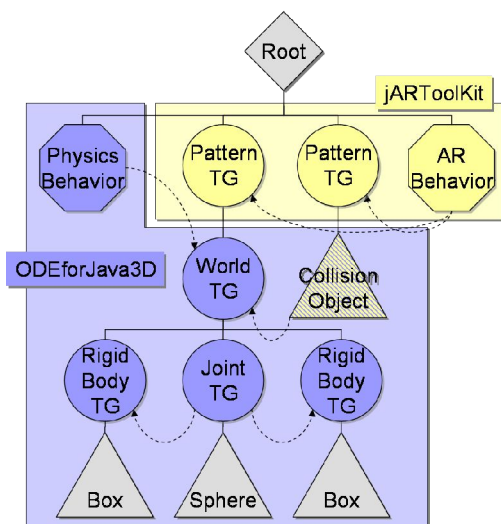 Root
jARToolKit
Physics
Behavior
Pattern
TG
Pattern
TG
AR
Behavior
ODEforJava3D
World
TG
Collision
Object
Rigid
Body
TG
Joint
TG
Rigid
Body
TG
Box
Sphere
Box